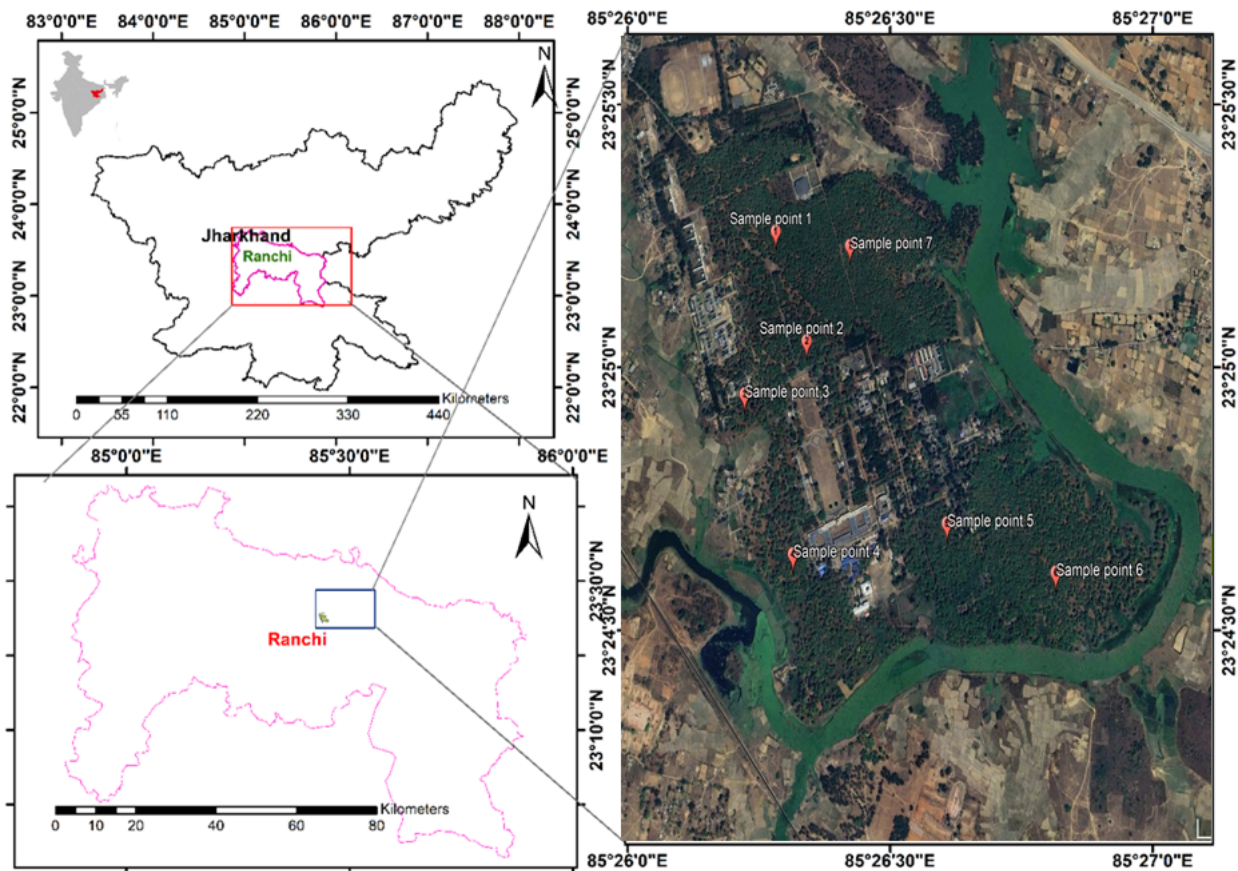 83°0'0"E 84°0'0"E 85°0'0"E 86°0'0"E 87°0'0"E 88°0'0"E
N
25°0'0"N
25°0'0"N
24°0'0"N
24°0'0"N
23°0'0"N
23°0'0"N
22°0'0"N
22°0'0"N
Jharkhand
Ranchi
Kilometers
0 55 110 220 330 440
85°0'0"E 85°30'0"E 86°0'0"E
N
23°30'0"N
23°10'0"N
Ranchi
Kilometers
0 10 20 40 60 80
85°26'0"E 85°26'30"E 85°27'0"E
23°25'30"N
23°25'30"N
23°25'0"N
23°25'0"N
23°24'30"N
23°24'30"N
Sample point 1
Sample point 7
Sample point 2
Sample point 3
Sample point 5
Sample point 4
Sample point 6
85°26'0"E 85°26'30"E 85°27'0"E